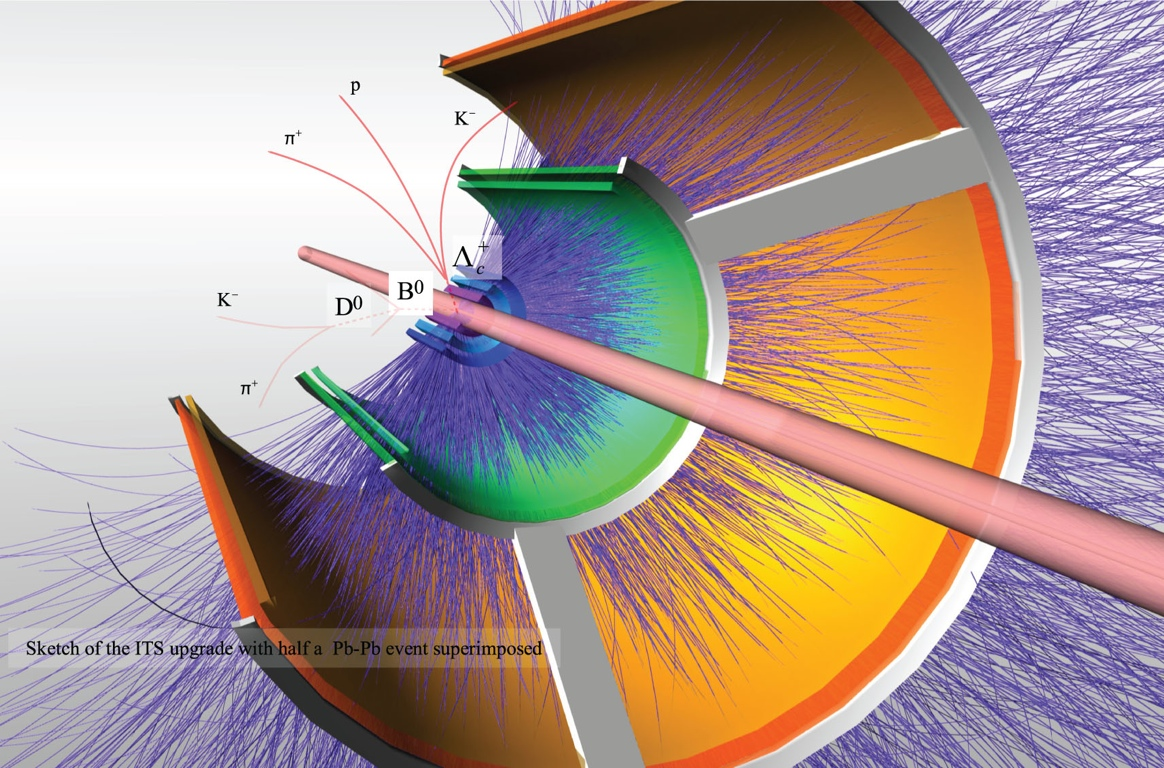 p
K⁻
π⁺
Λc⁺
B⁰
K⁻
D⁰
π⁺
Sketch of the ITS upgrade with half a Pb-Pb event superimposed